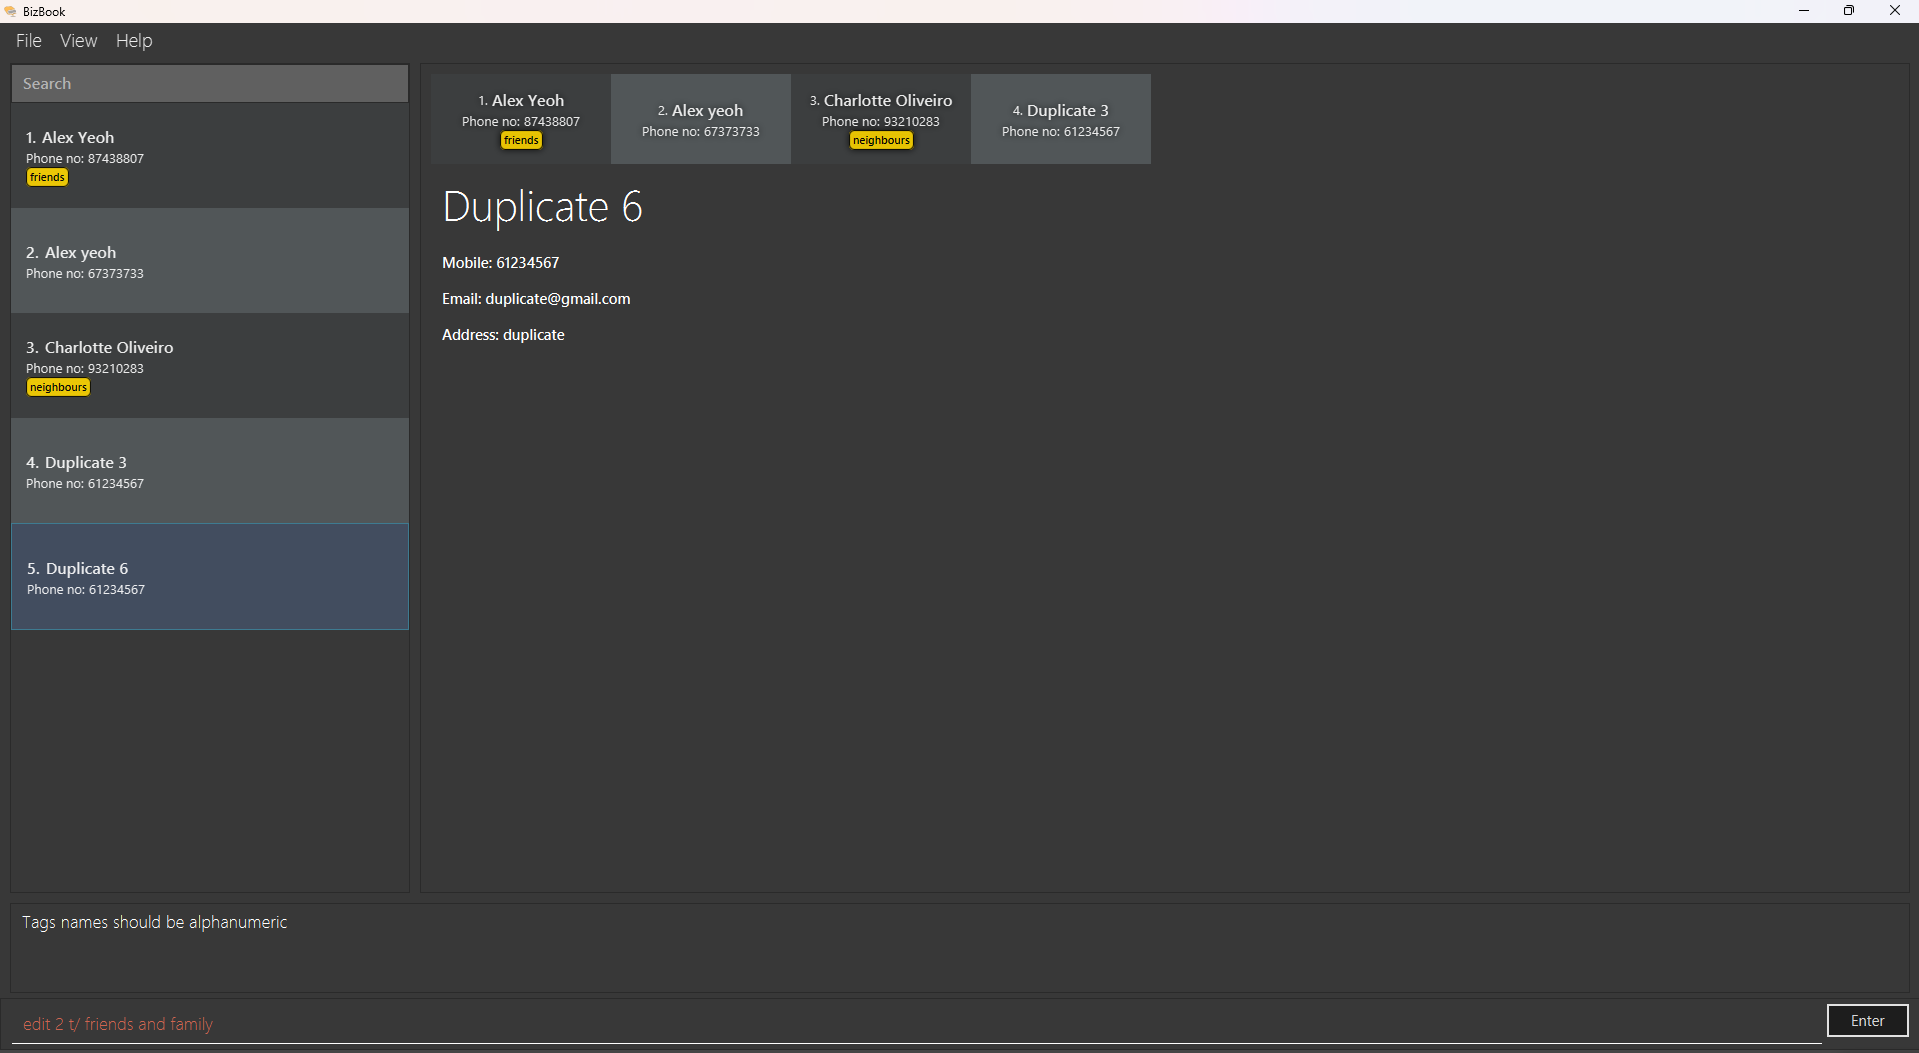 BizBook
File View Help
Search
1. Alex Yeoh
Phone no: 87438807
friends
2. Alex yeoh
Phone no: 67373733
3. Charlotte Oliveiro
Phone no: 93210283
neighbours
4. Duplicate 3
Phone no: 61234567
5. Duplicate 6
Phone no: 61234567
1. Alex Yeoh
Phone no: 87438807
friends
2. Alex yeoh
Phone no: 67373733
3. Charlotte Oliveiro
Phone no: 93210283
neighbours
4. Duplicate 3
Phone no: 61234567
Duplicate 6
Mobile: 61234567
Email: duplicate@gmail.com
Address: duplicate
Tags names should be alphanumeric
edit 2 t/ friends and family
Enter